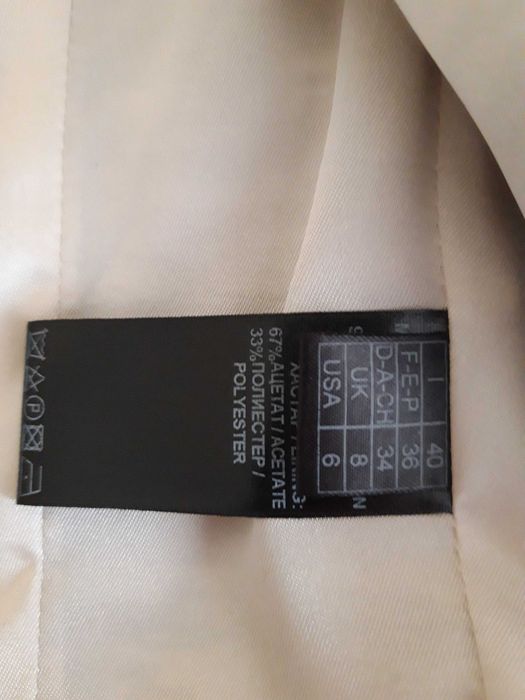 I 40
F-E-P 36
D-A-CH 34
UK 8
USA 6
67%АЦЕТАТ/ACETATE
33%ПОЛИЕСТЕР/
POLYESTER